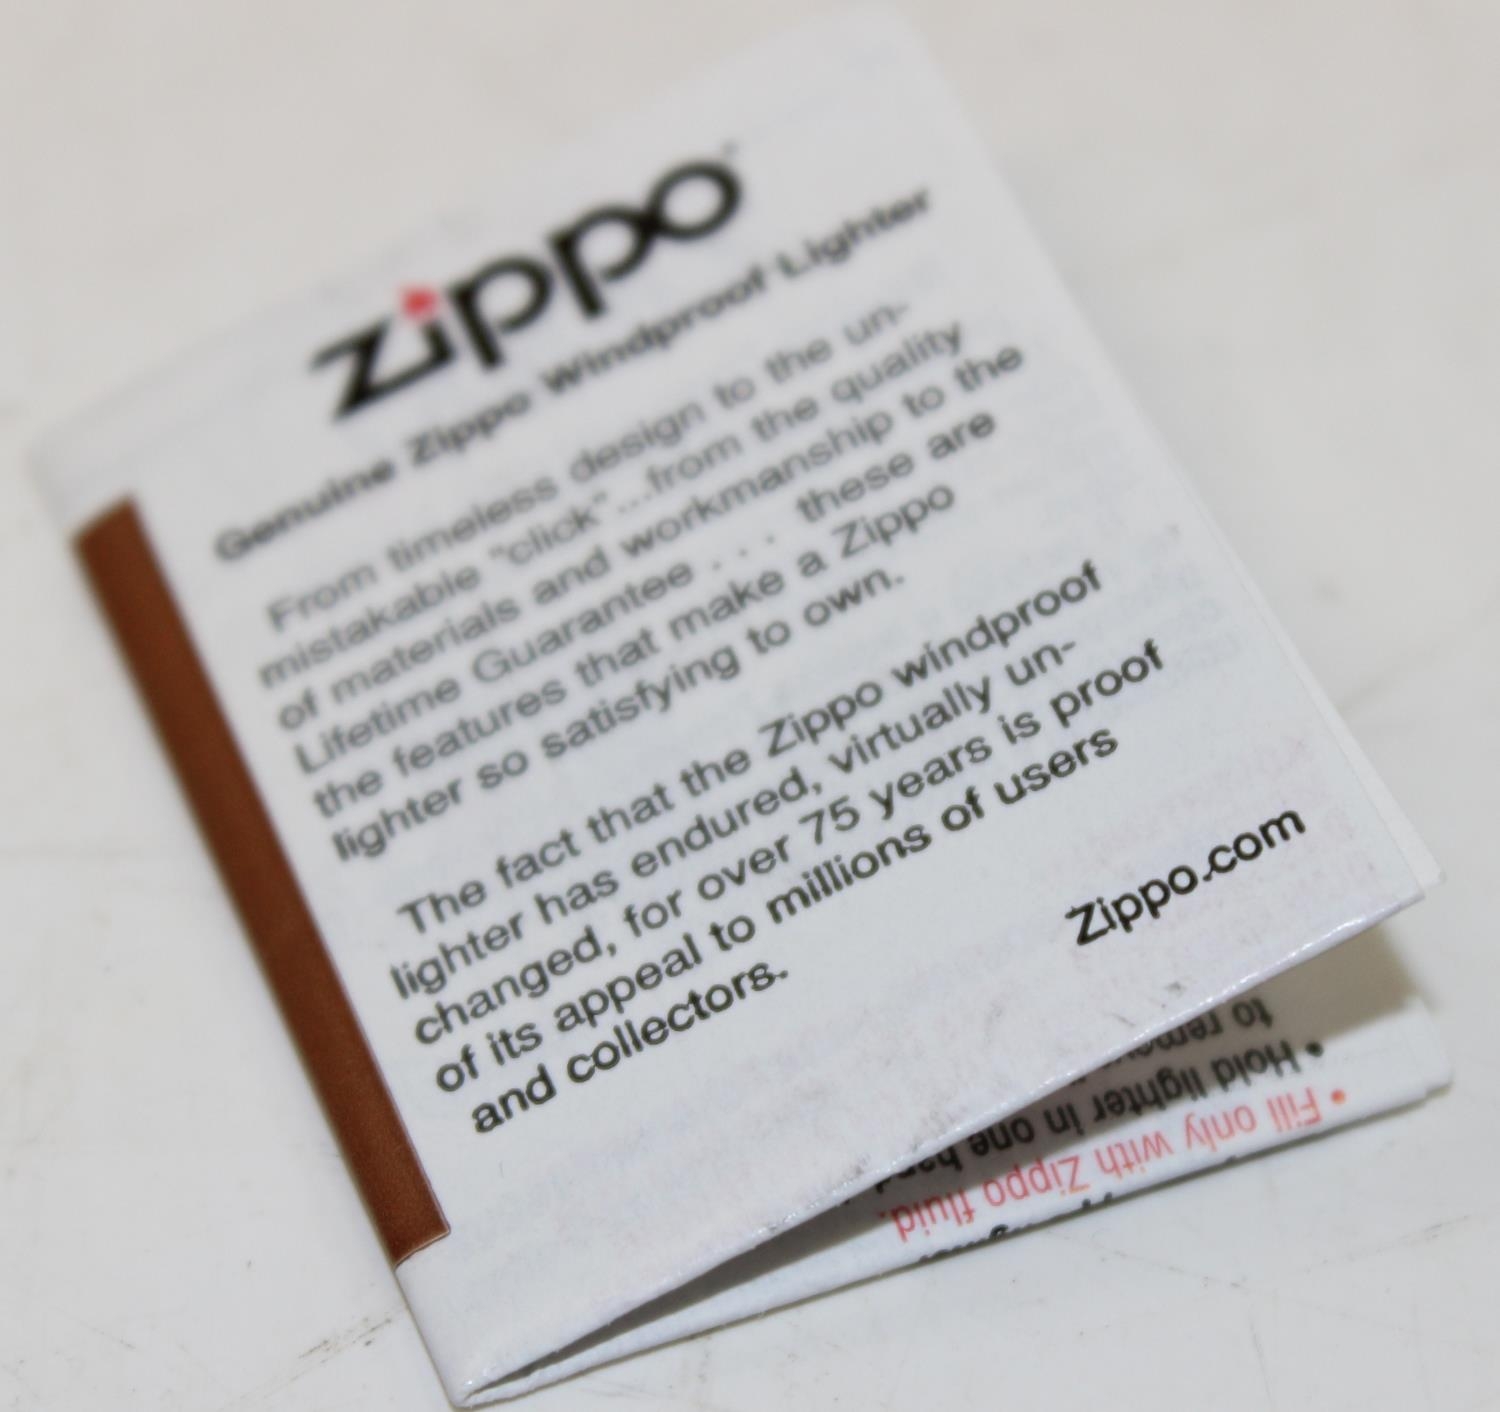 zippo
Genuine Zippo Windproof Lighter
From timeless design to the un-
mistakable "click"...from the quality
of materials and workmanship to the
Lifetime Guarantee . . . these are
the features that make a Zippo
lighter so satisfying to own.
The fact that the Zippo windproof
lighter has endured, virtually un-
changed, for over 75 years is proof
of its appeal to millions of users
and collectors.
Zippo.com
• Fill only with Zippo fluid.
• Hold lighter in one hand
to